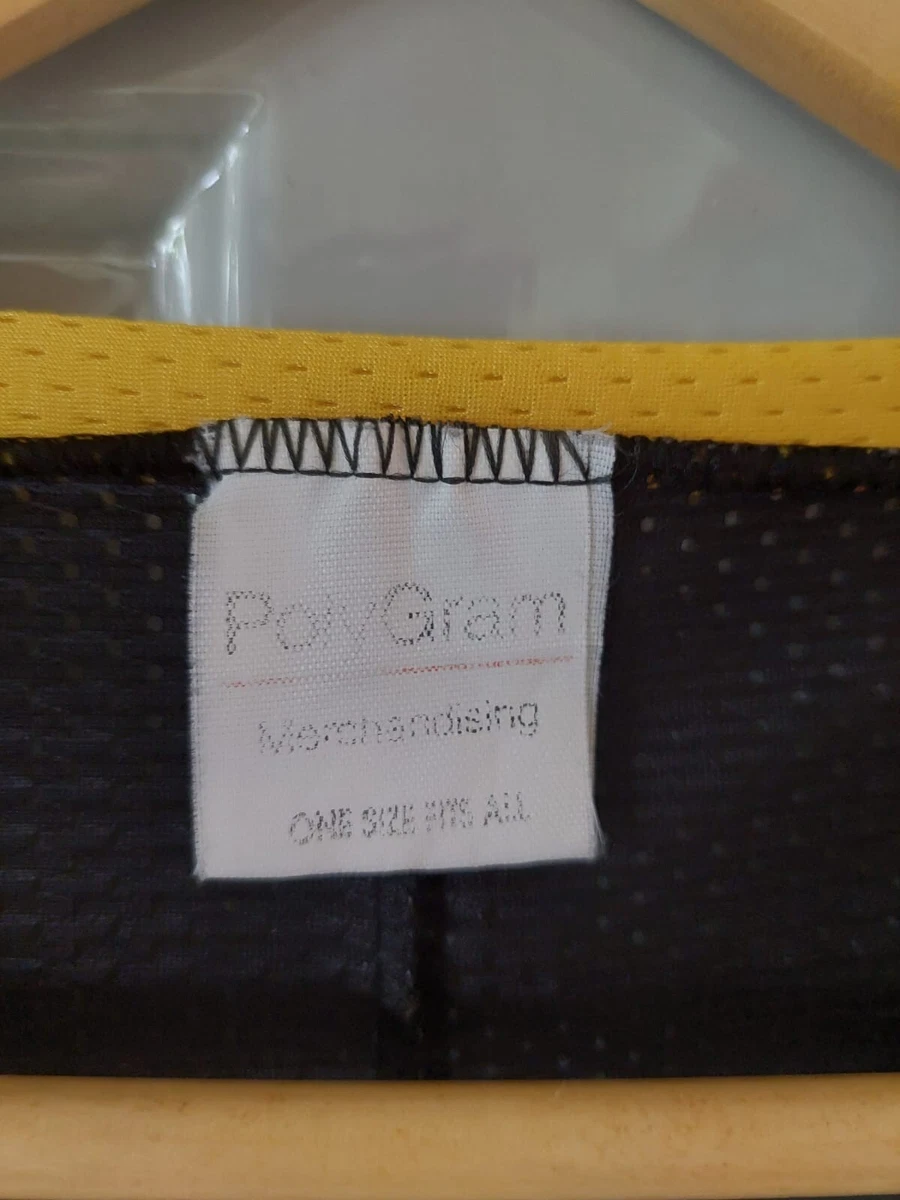 PolyGram
Merchandising
ONE SIZE FITS ALL